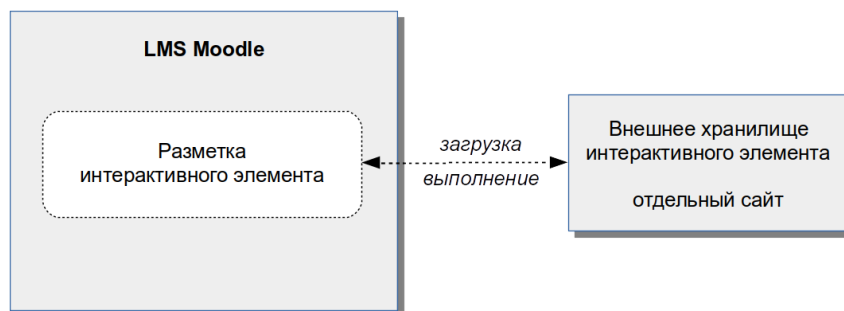 LMS Moodle
Разметка
интерактивного элемента
загрузка
выполнение
Внешнее хранилище
интерактивного элемента
отдельный сайт